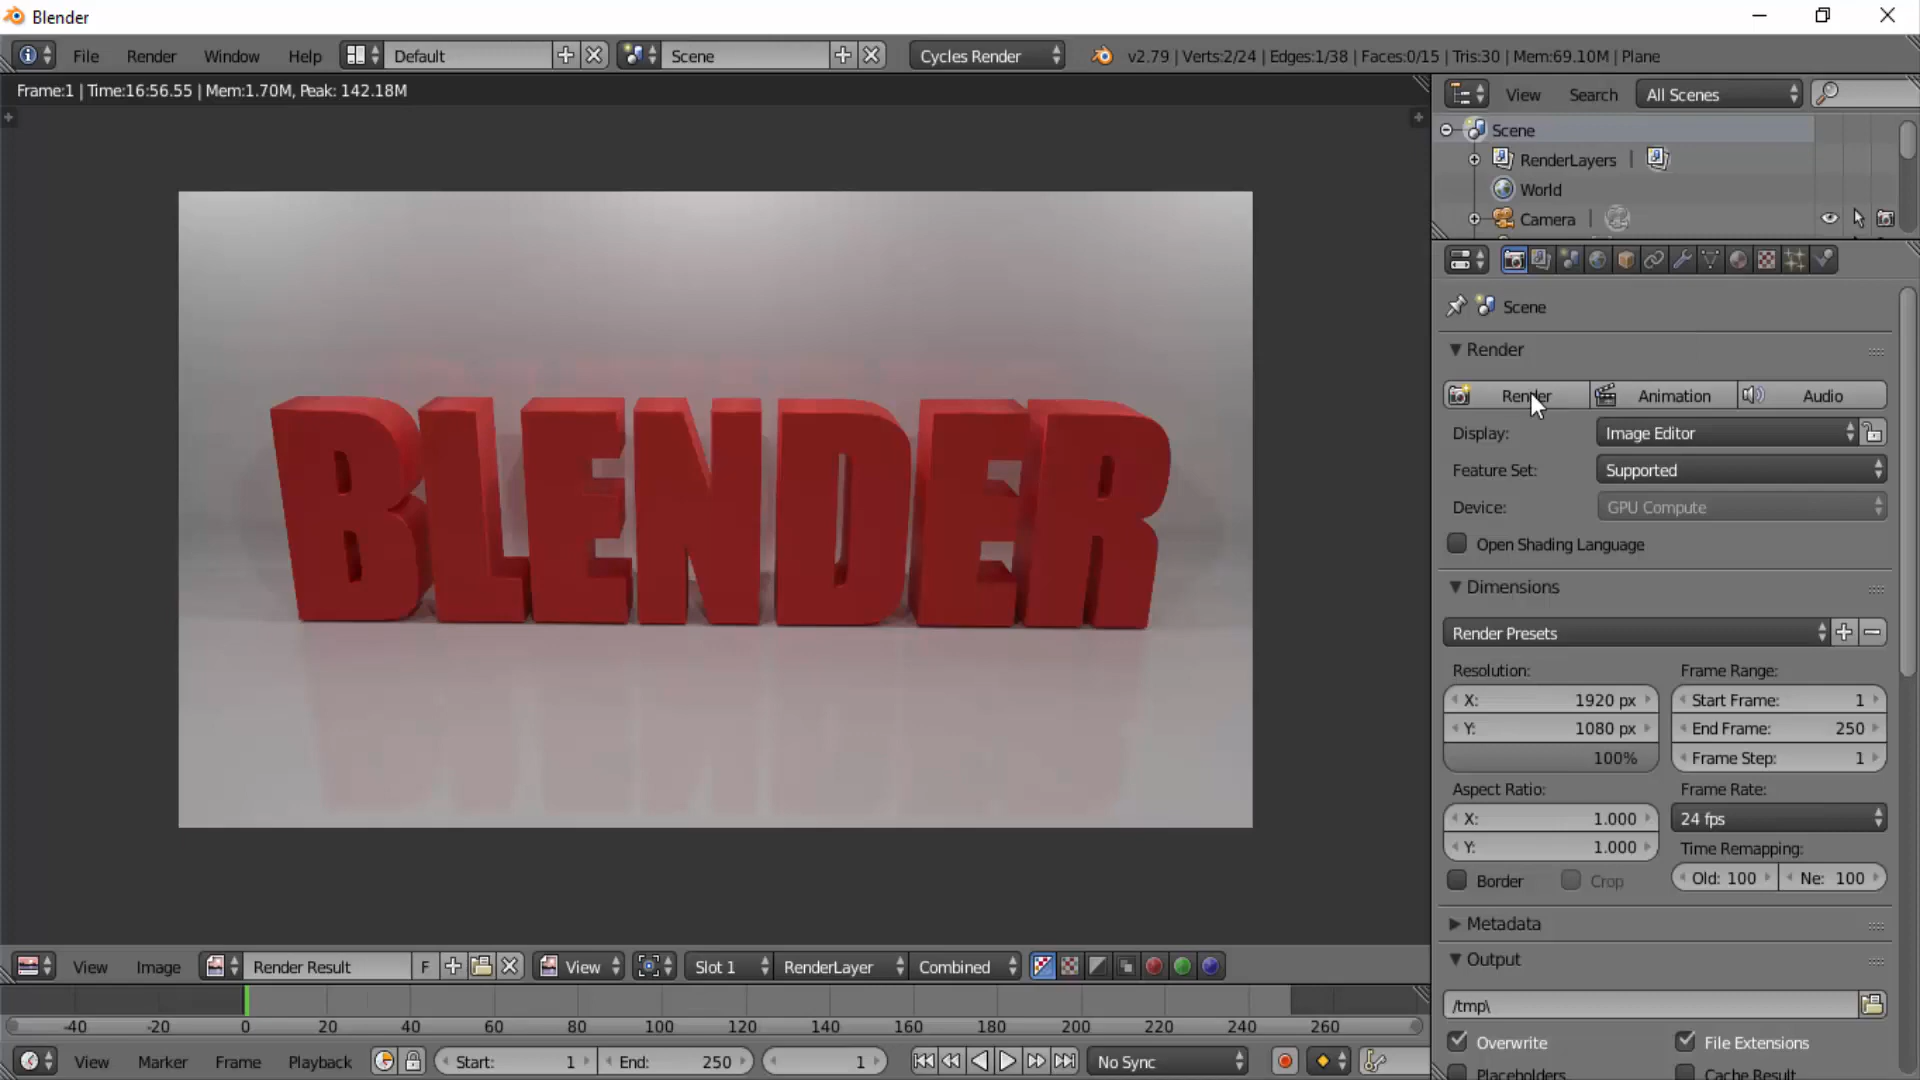 Blender
File Render Window Help Default Scene Cycles Render v2.79 | Verts:2/24 | Edges:1/38 | Faces:0/15 | Tris:30 | Mem:69.10M | Plane
Frame:1 | Time:16:56.55 | Mem:1.70M, Peak: 142.18M
View Search All Scenes
Scene
RenderLayers |
World
Camera |
Scene
Render
Render Animation Audio
Display: Image Editor
Feature Set: Supported
Device: GPU Compute
Open Shading Language
Dimensions
Render Presets
Resolution: Frame Range:
X: 1920 px Start Frame: 1
Y: 1080 px End Frame: 250
100% Frame Step: 1
Aspect Ratio: Frame Rate:
X: 1.000 24 fps
Y: 1.000 Time Remapping:
Border Crop Old: 100 Ne: 100
Metadata
Output
/tmp\
Overwrite File Extensions
Placeholders Cache Result
BLENDER
View Image Render Result F View Slot 1 RenderLayer Combined
-40 -20 0 20 40 60 80 100 120 140 160 180 200 220 240 260
View Marker Frame Playback Start: 1 End: 250 1 No Sync